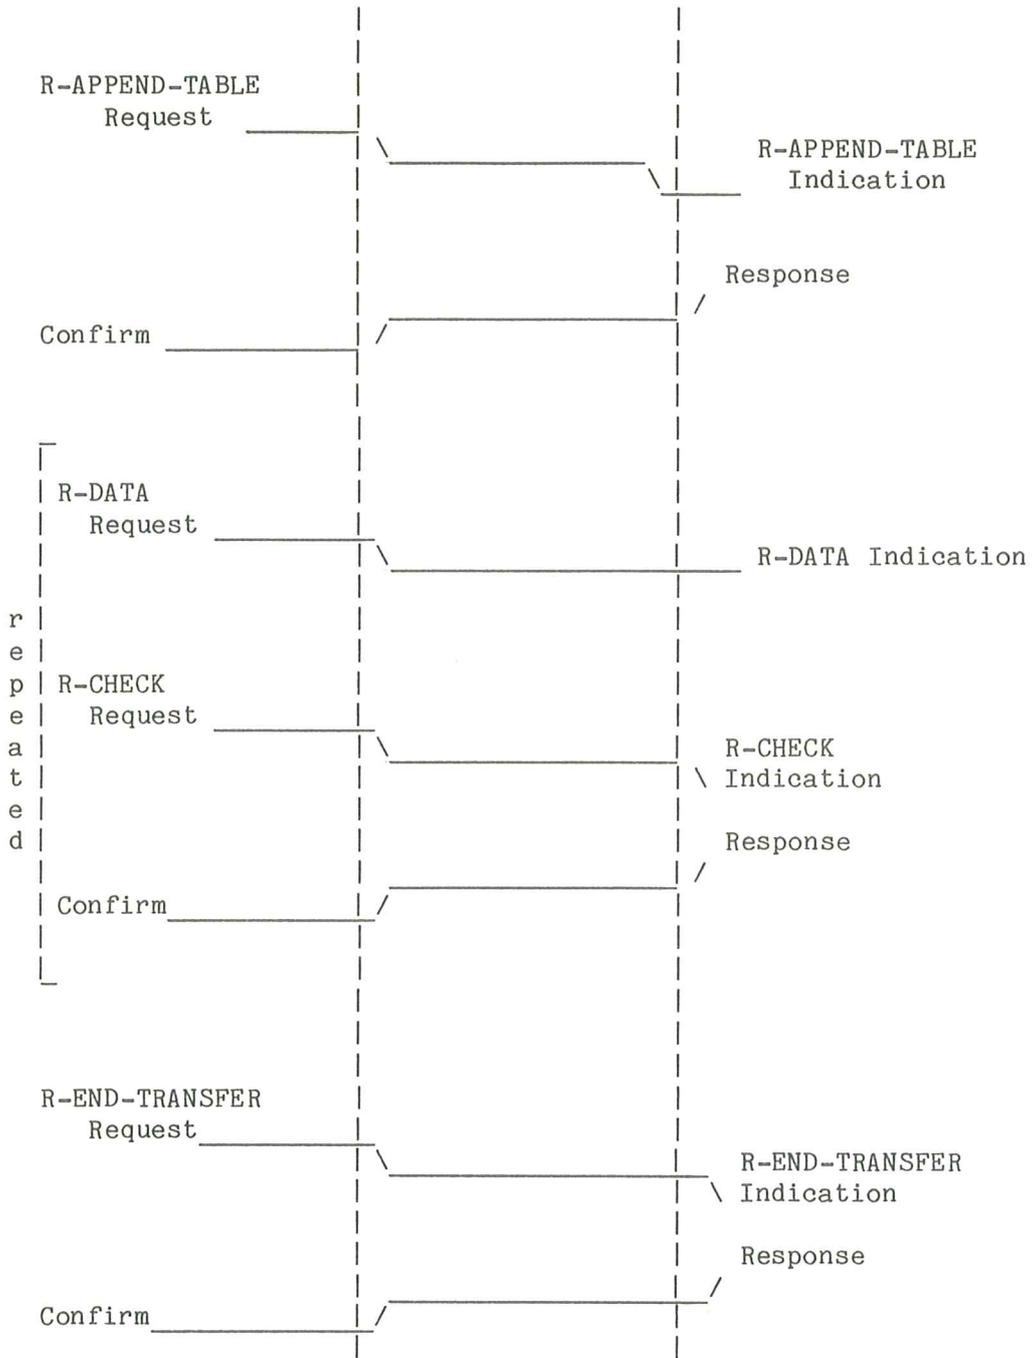 R-APPEND-TABLE
Request
R-APPEND-TABLE
Indication
Response
Confirm
repeated
R-DATA
Request
R-DATA Indication
R-CHECK
Request
R-CHECK
Indication
Response
Confirm
R-END-TRANSFER
Request
R-END-TRANSFER
Indication
Response
Confirm